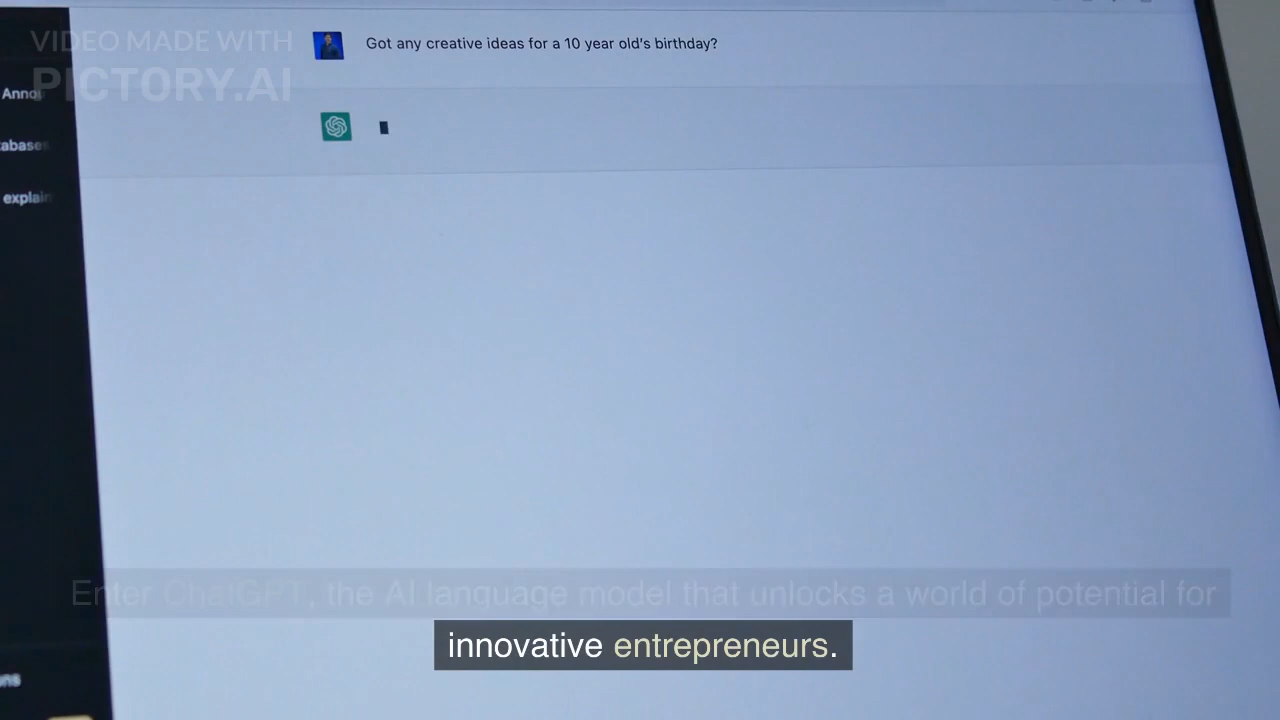 VIDEO MADE WITH
PICTORY.AI
Got any creative ideas for a 10 year old's birthday?
Enter ChatGPT, the AI language model that unlocks a world of potential for
innovative entrepreneurs.